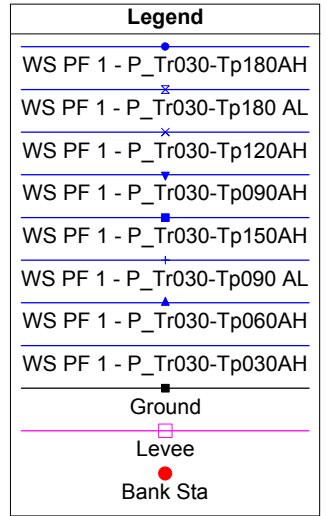 Legend
WS PF 1 - P_Tr030-Tp180AH
WS PF 1 - P_Tr030-Tp180 AL
WS PF 1 - P_Tr030-Tp120AH
WS PF 1 - P_Tr030-Tp090AH
WS PF 1 - P_Tr030-Tp150AH
WS PF 1 - P_Tr030-Tp090 AL
WS PF 1 - P_Tr030-Tp060AH
WS PF 1 - P_Tr030-Tp030AH
Ground
Levee
Bank Sta